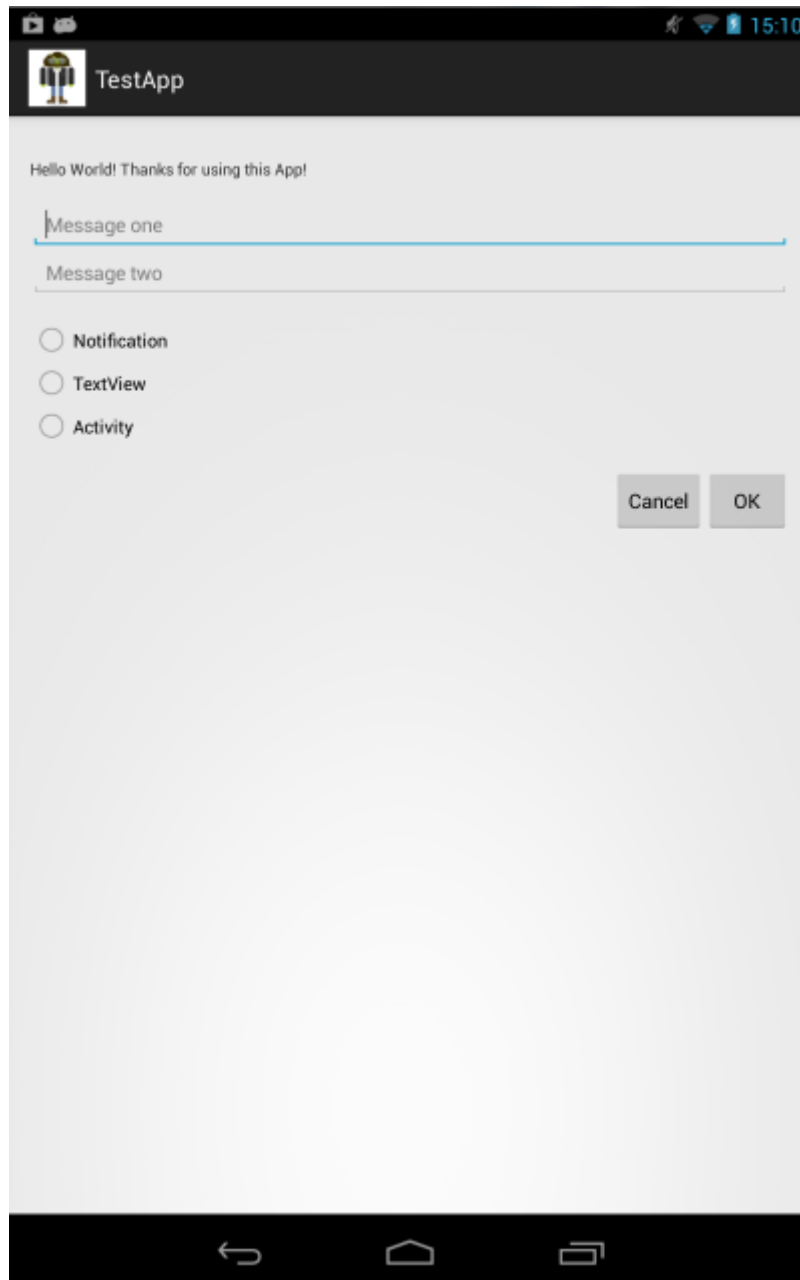 15:10
TestApp
Hello World! Thanks for using this App!
Message one
Message two
Notification
TextView
Activity
Cancel OK